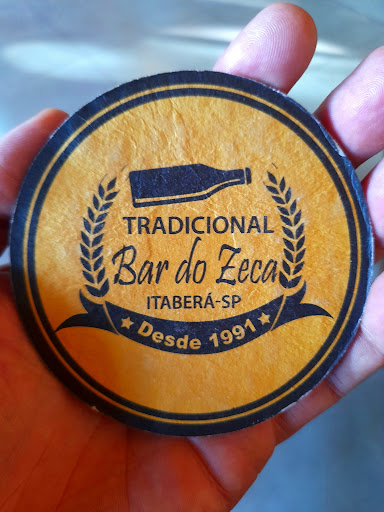 TRADICIONAL
Bar do Zeca
ITABERÁ-SP
★ Desde 1991 ★